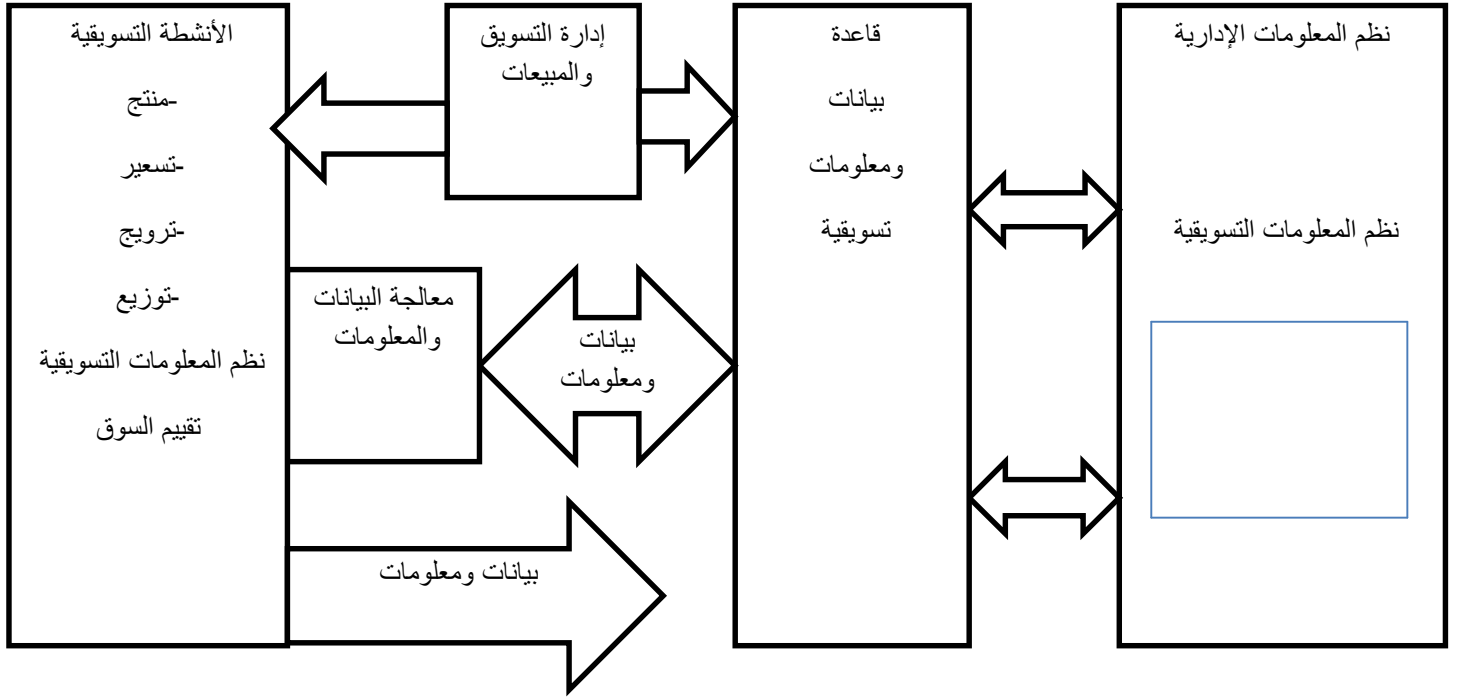 نظم المعلومات الإدارية
نظم المعلومات التسويقية
قاعدة
بيانات
ومعلومات
تسويقية
إدارة التسويق
والمبيعات
بيانات
ومعلومات
معالجة البيانات
والمعلومات
بيانات ومعلومات
الأنشطة التسويقية
-منتج
-تسعير
-ترويج
-توزيع
نظم المعلومات التسويقية
تقييم السوق